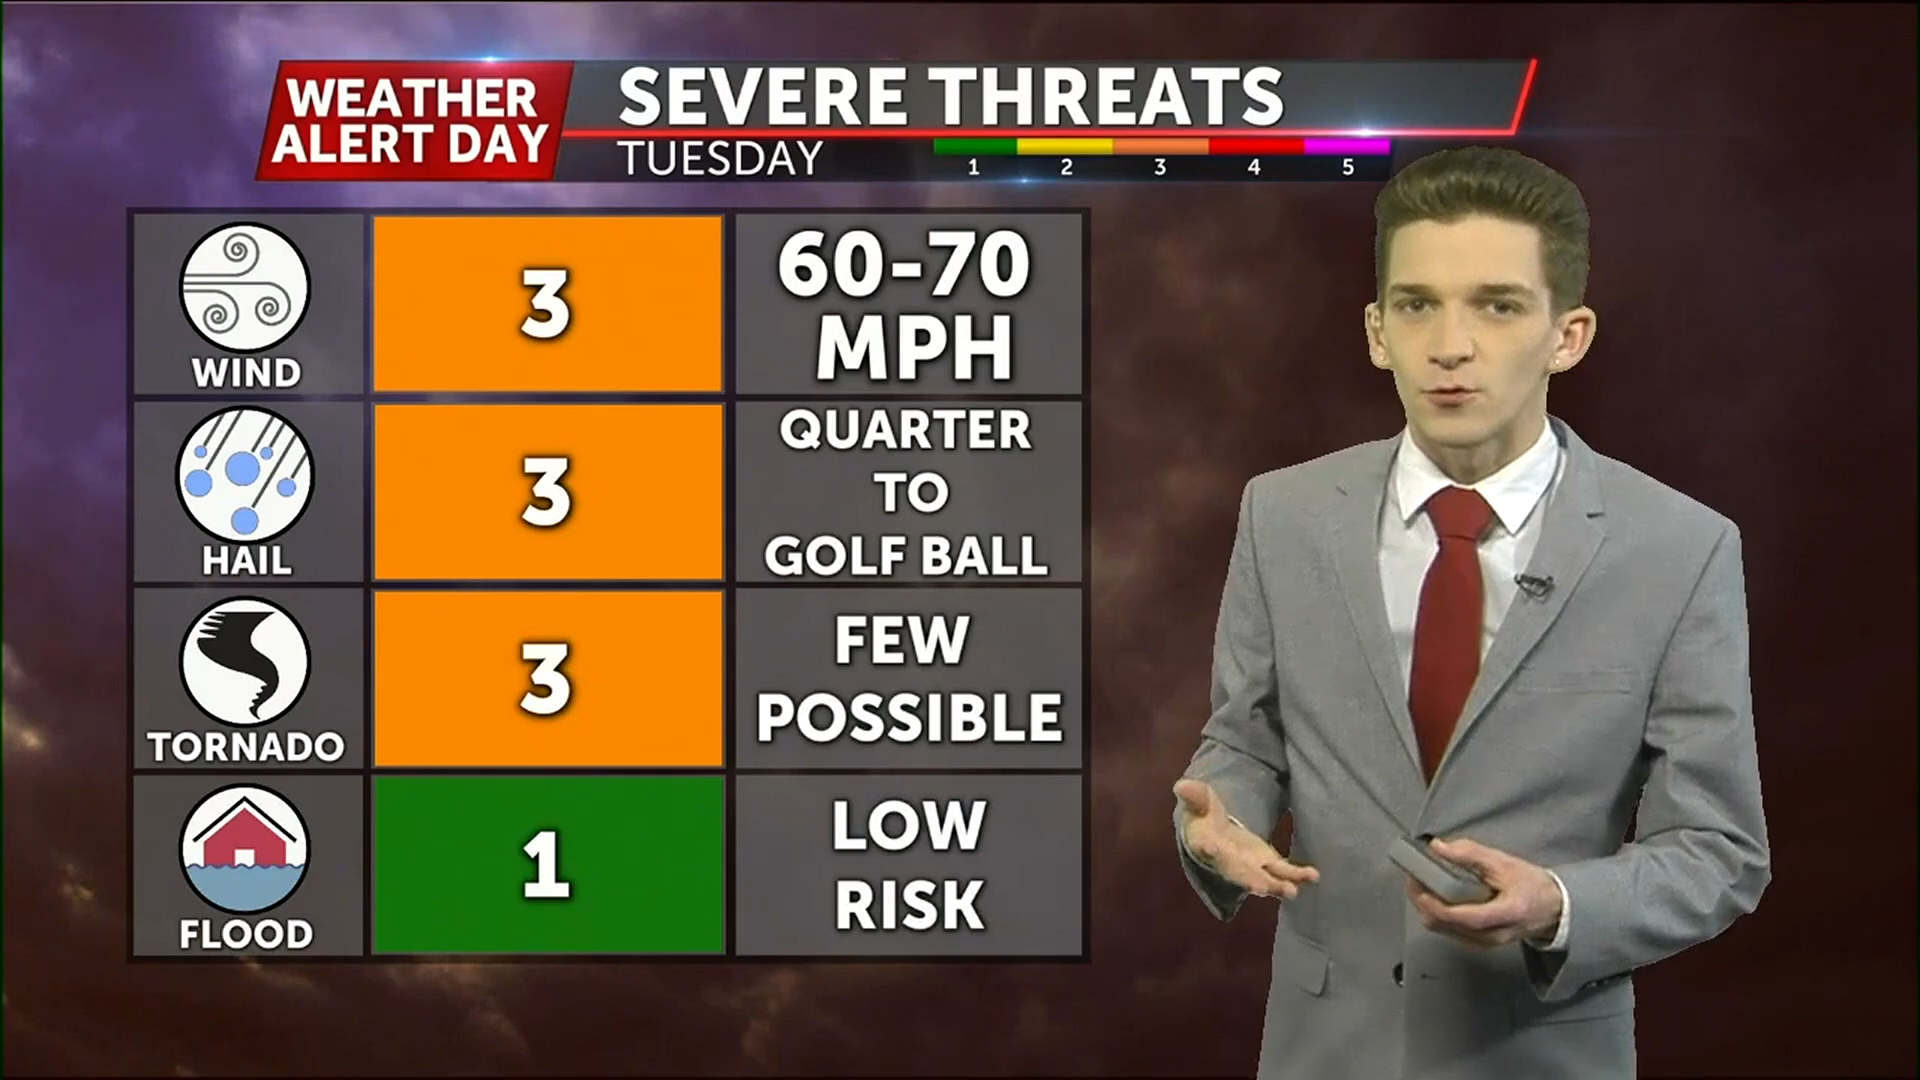 WEATHER
ALERT DAY
SEVERE THREATS
TUESDAY
1 2 3 4 5
WIND
3
60-70
MPH
HAIL
3
QUARTER
TO
GOLF BALL
TORNADO
3
FEW
POSSIBLE
FLOOD
1
LOW
RISK